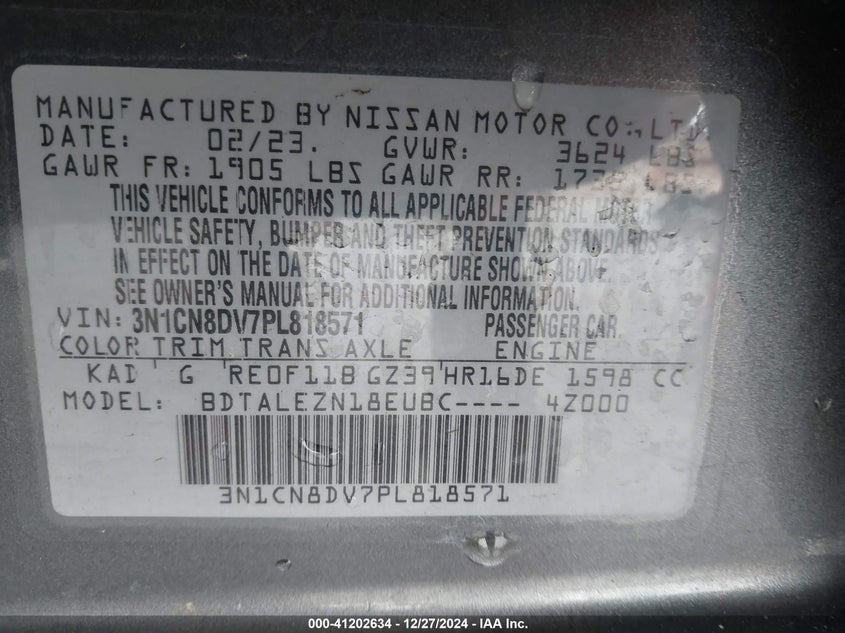 MANUFACTURED BY NISSAN MOTOR CO., LTD.
DATE: 02/23. GVWR: 3624 LBS
GAWR FR: 1905 LBS GAWR RR: LBS
THIS VEHICLE CONFORMS TO ALL APPLICABLE FEDERAL MOTOR
VEHICLE SAFETY, BUMPER AND THEFT PREVENTION STANDARDS
IN EFFECT ON THE DATE OF MANUFACTURE SHOWN ABOVE.
SEE OWNER'S MANUAL FOR ADDITIONAL INFORMATION.
VIN: 3N1CN8DV7PL818571 PASSENGER CAR.
COLOR TRIM TRANS AXLE ENGINE
KAD G RE0F11B GZ39 HR16DE 1598 CC
MODEL: BDTALEZN18EUBC---- 4Z000
3N1CN8DV7PL818571
000-41202634 - 12/27/2024 - IAA Inc.